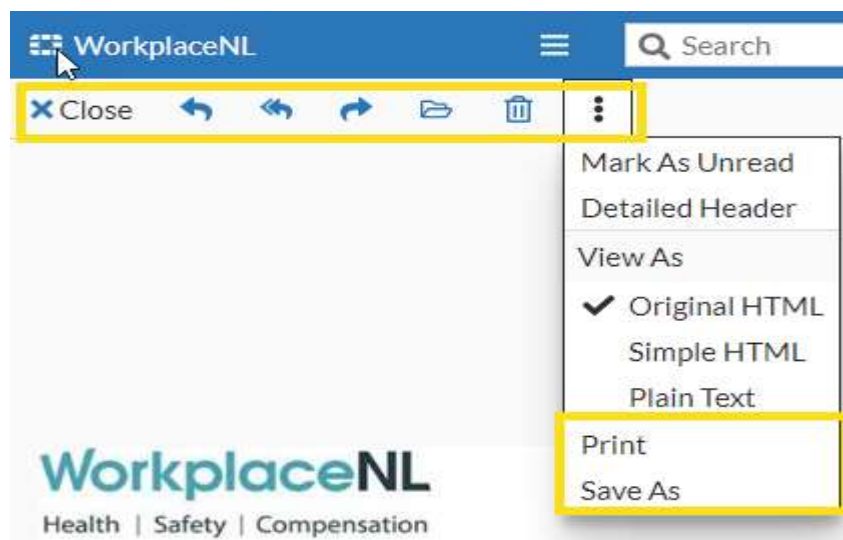 WorkplaceNL Search
Close
Mark As Unread
Detailed Header
View As
Original HTML
Simple HTML
Plain Text
Print
Save As
WorkplaceNL
Health | Safety | Compensation